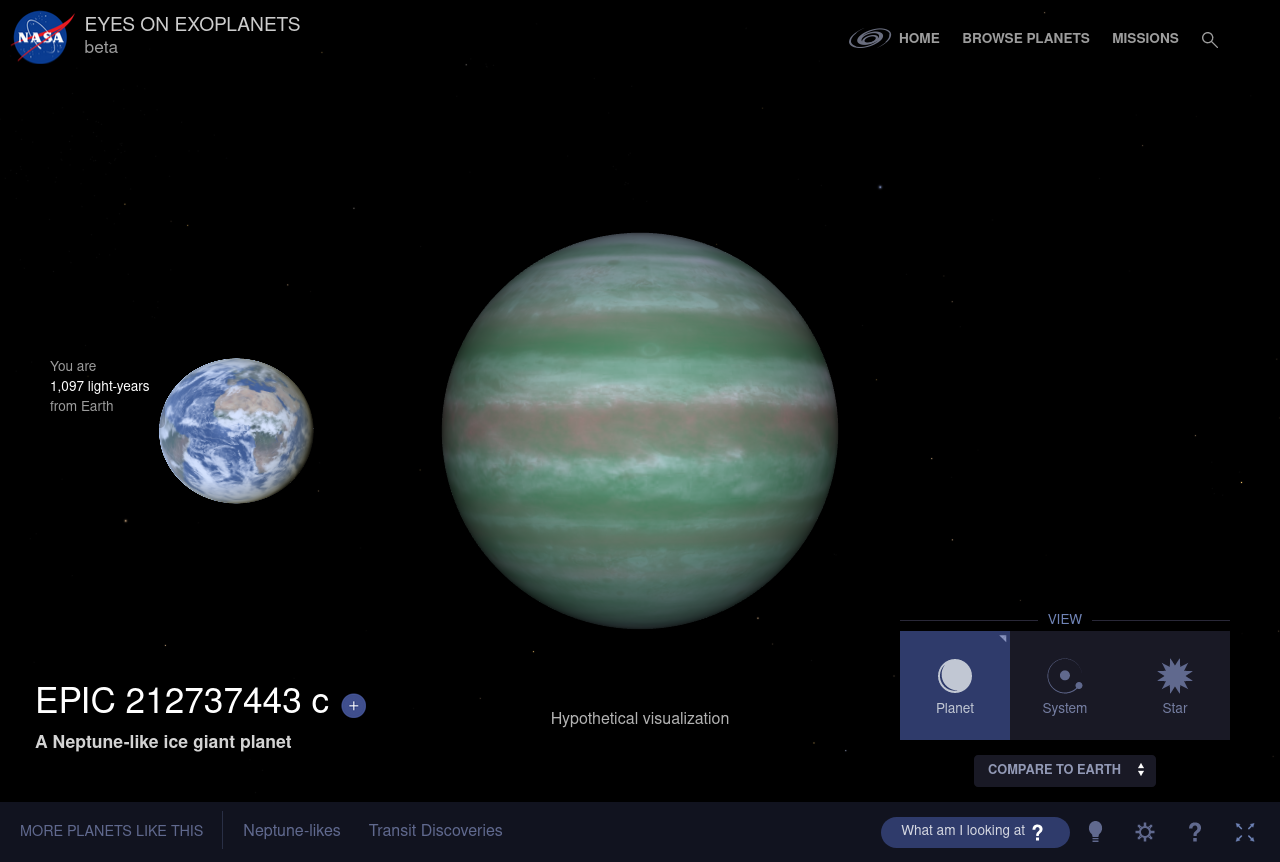 NASA
EYES ON EXOPLANETS
beta
HOME
BROWSE PLANETS
MISSIONS
You are
1,097 light-years
from Earth
VIEW
Planet
System
Star
EPIC 212737443 c +
A Neptune-like ice giant planet
Hypothetical visualization
COMPARE TO EARTH
MORE PLANETS LIKE THIS
Neptune-likes
Transit Discoveries
What am I looking at ?
?